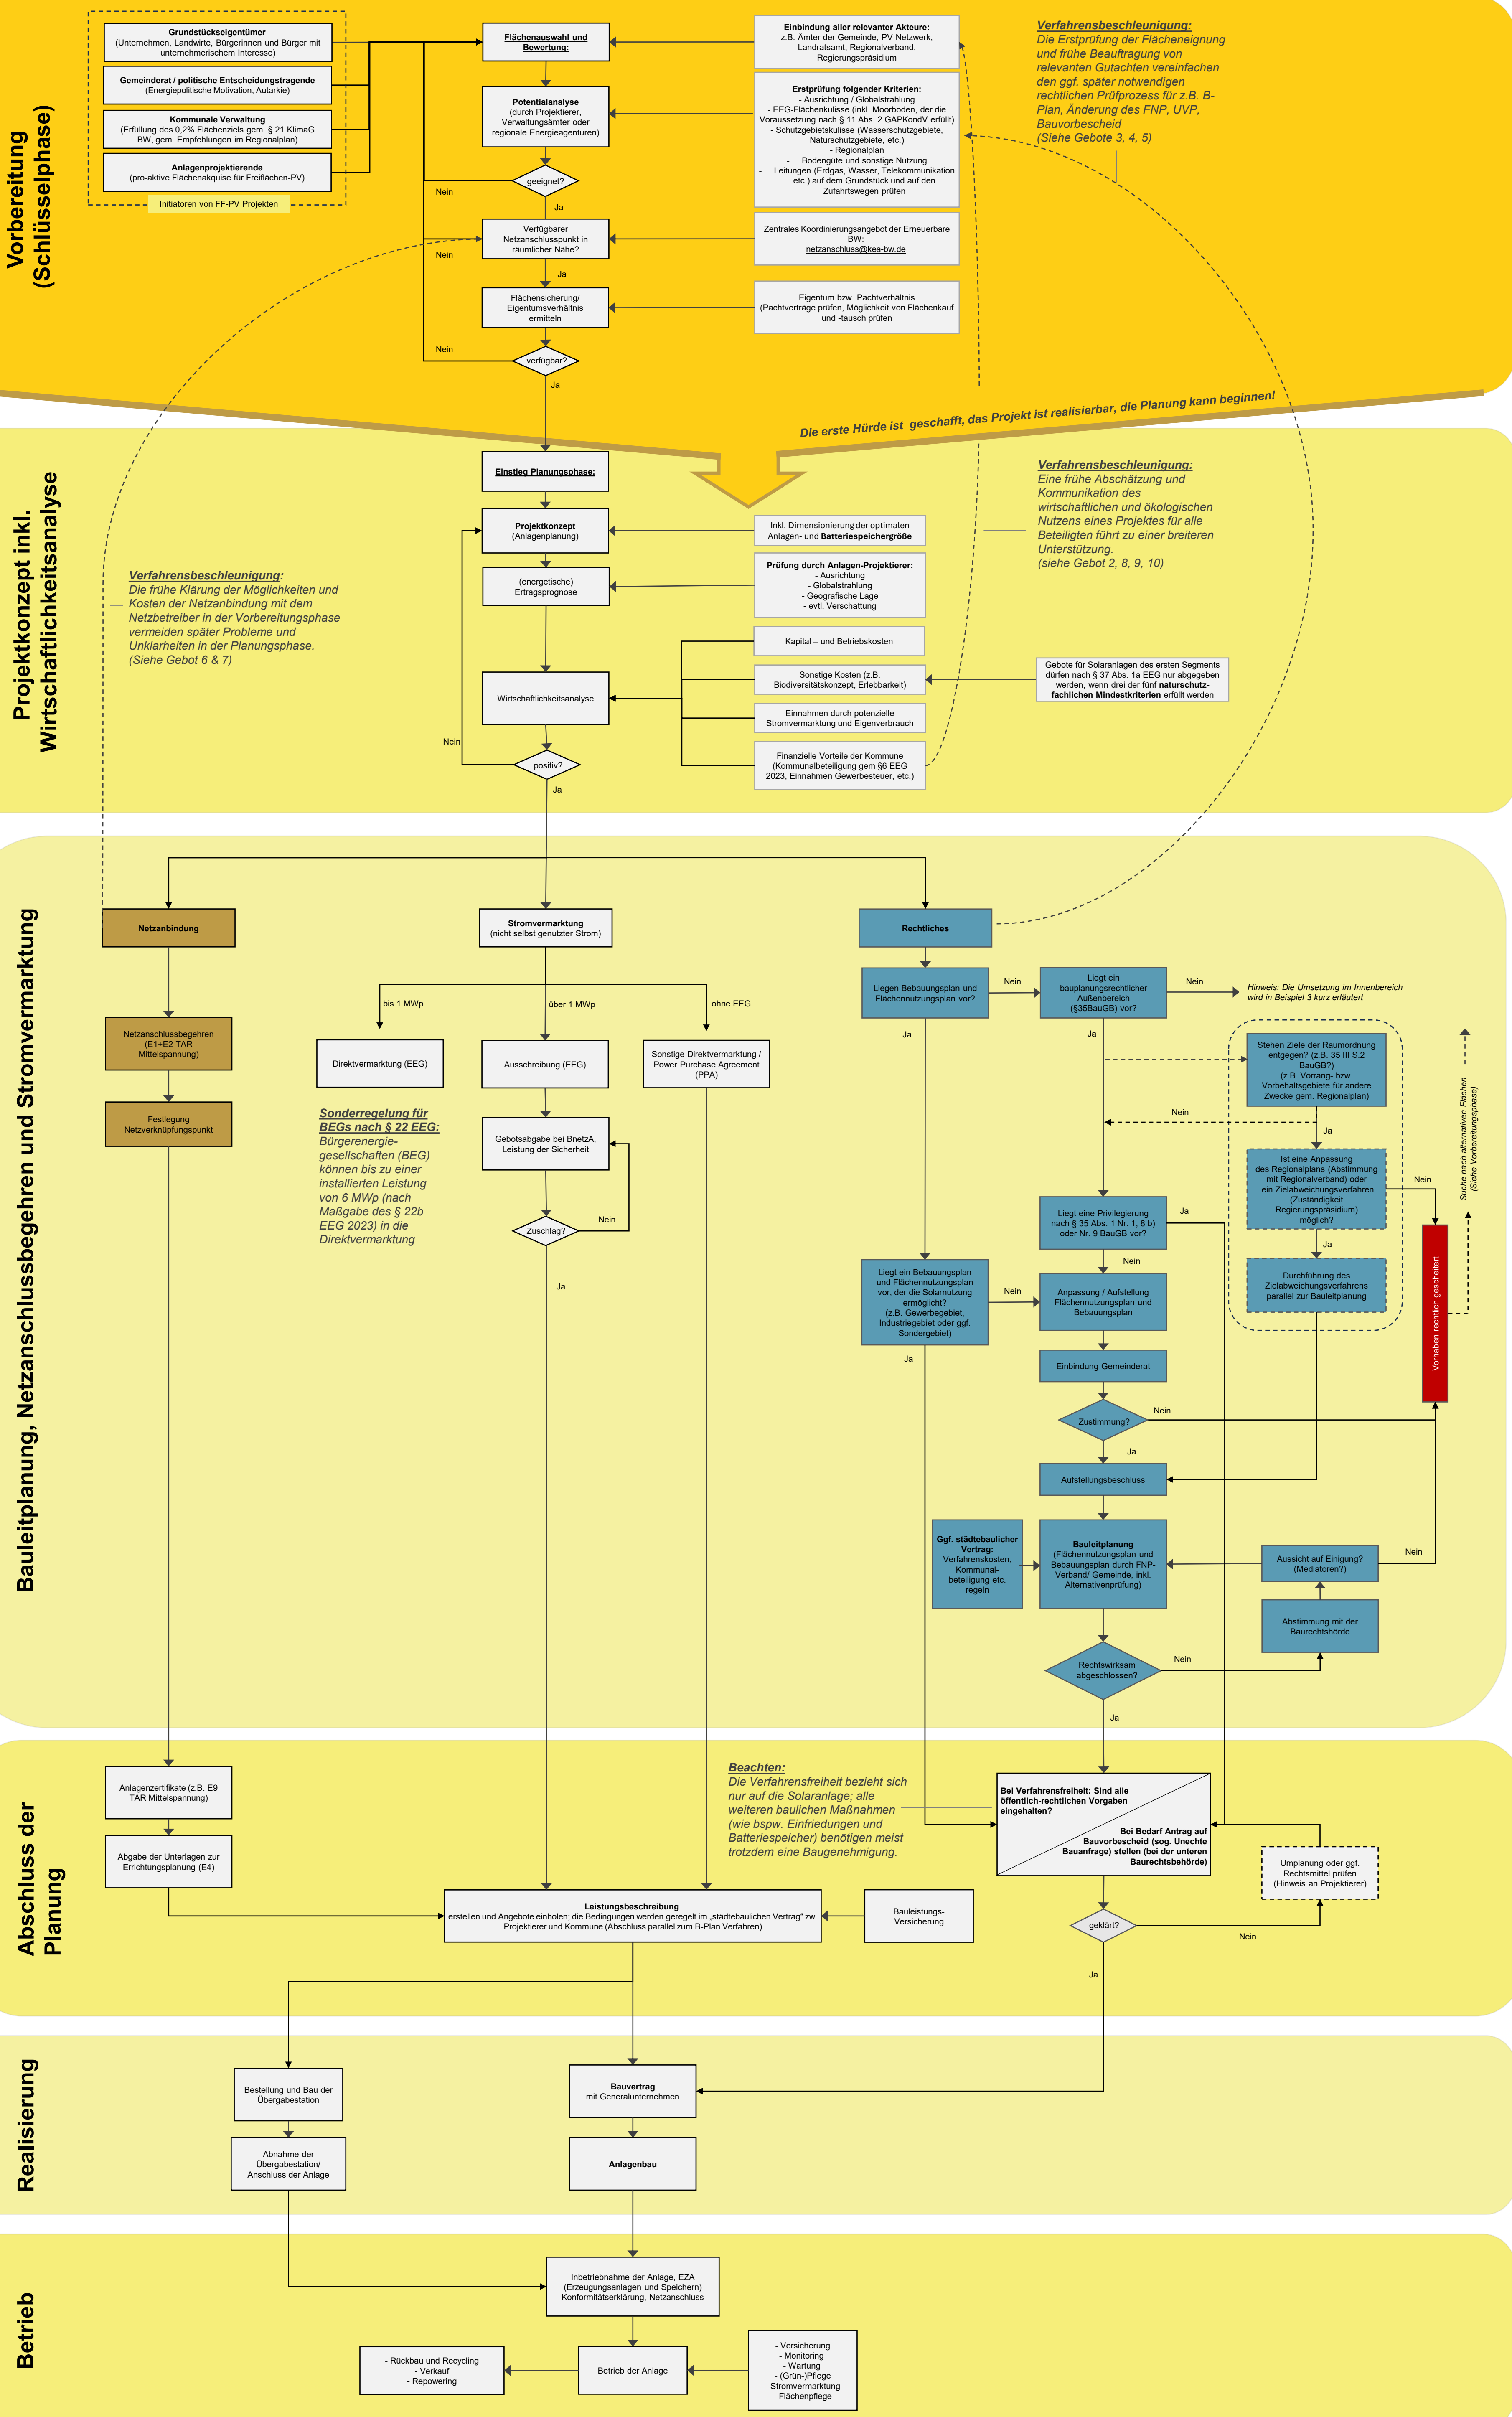 Vorbereitung
(Schlüsselphase)
Grundstückseigentümer
(Unternehmen, Landwirte, Bürgerinnen und Bürger mit
unternehmerischem Interesse)
Gemeinderat / politische Entscheidungstragende
(Energiepolitische Motivation, Autarkie)
Kommunale Verwaltung
(Erfüllung des 0,2% Flächenziels gem. § 21 KlimaG
BW, gem. Empfehlungen im Regionalplan)
Anlagenprojektierende
(pro-aktive Flächenakquise für Freiflächen-PV)
Initiatoren von FF-PV Projekten
Flächenauswahl und
Bewertung:
Potentialanalyse
(durch Projektierer,
Verwaltungsämter oder
regionale Energieagenturen)
geeignet?
Nein
Ja
Verfügbarer
Netzanschlusspunkt in
räumlicher Nähe?
Nein
Ja
Flächensicherung/
Eigentumsverhältnis
ermitteln
Nein
verfügbar?
Ja
Einbindung aller relevanter Akteure:
z.B. Ämter der Gemeinde, PV-Netzwerk,
Landratsamt, Regionalverband,
Regierungspräsidium
Erstprüfung folgender Kriterien:
- Ausrichtung / Globalstrahlung
- EEG-Flächenkulisse (inkl. Moorboden, der die
Voraussetzung nach § 11 Abs. 2 GAPKondV erfüllt)
- Schutzgebietskulisse (Wasserschutzgebiete,
Naturschutzgebiete, etc.)
- Regionalplan
- Bodengüte und sonstige Nutzung
- Leitungen (Erdgas, Wasser, Telekommunikation
etc.) auf dem Grundstück und auf den
Zufahrtswegen prüfen
Zentrales Koordinierungsangebot der Erneuerbare
BW:
netzanschluss@kea-bw.de
Eigentum bzw. Pachtverhältnis
(Pachtverträge prüfen, Möglichkeit von Flächenkauf
und -tausch prüfen
Verfahrensbeschleunigung:
Die Erstprüfung der Flächeneignung
und frühe Beauftragung von
relevanten Gutachten vereinfachen
den ggf. später notwendigen
rechtlichen Prüfprozess für z.B. B-
Plan, Änderung des FNP, UVP,
Bauvorbescheid
(Siehe Gebote 3, 4, 5)
Die erste Hürde ist geschafft, das Projekt ist realisierbar, die Planung kann beginnen!
Projektkonzept inkl.
Wirtschaftlichkeitsanalyse
Einstieg Planungsphase:
Projektkonzept
(Anlagenplanung)
(energetische)
Ertragsprognose
Wirtschaftlichkeitsanalyse
Nein
positiv?
Ja
Inkl. Dimensionierung der optimalen
Anlagen- und Batteriespeichergröße
Prüfung durch Anlagen-Projektierer:
- Ausrichtung
- Globalstrahlung
- Geografische Lage
- evtl. Verschattung
Kapital – und Betriebskosten
Sonstige Kosten (z.B.
Biodiversitätskonzept, Erlebbarkeit)
Einnahmen durch potenzielle
Stromvermarktung und Eigenverbrauch
Finanzielle Vorteile der Kommune
(Kommunalbeteiligung gem §6 EEG
2023, Einnahmen Gewerbesteuer, etc.)
Gebote für Solaranlagen des ersten Segments
dürfen nach § 37 Abs. 1a EEG nur abgegeben
werden, wenn drei der fünf naturschutz-
fachlichen Mindestkriterien erfüllt werden
Verfahrensbeschleunigung:
Eine frühe Abschätzung und
Kommunikation des
wirtschaftlichen und ökologischen
Nutzens eines Projektes für alle
Beteiligten führt zu einer breiteren
Unterstützung.
(siehe Gebot 2, 8, 9, 10)
Verfahrensbeschleunigung:
Die frühe Klärung der Möglichkeiten und
Kosten der Netzanbindung mit dem
Netzbetreiber in der Vorbereitungsphase
vermeiden später Probleme und
Unklarheiten in der Planungsphase.
(Siehe Gebot 6 & 7)
Bauleitplanung, Netzanschlussbegehren und Stromvermarktung
Netzanbindung
Netzanschlussbegehren
(E1+E2 TAR
Mittelspannung)
Festlegung
Netzverknüpfungspunkt
Stromvermarktung
(nicht selbst genutzter Strom)
bis 1 MWp
über 1 MWp
ohne EEG
Direktvermarktung (EEG)
Ausschreibung (EEG)
Sonstige Direktvermarktung /
Power Purchase Agreement
(PPA)
Sonderregelung für
BEGs nach § 22 EEG:
Bürgerenergie-
gesellschaften (BEG)
können bis zu einer
installierten Leistung
von 6 MWp (nach
Maßgabe des § 22b
EEG 2023) in die
Direktvermarktung
Gebotsabgabe bei BnetzA,
Leistung der Sicherheit
Zuschlag?
Nein
Ja
Rechtliches
Liegen Bebauungsplan und
Flächennutzungsplan vor?
Nein
Ja
Liegt ein
bauplanungsrechtlicher
Außenbereich
(§35BauGB) vor?
Nein
Ja
Hinweis: Die Umsetzung im Innenbereich
wird in Beispiel 3 kurz erläutert
Stehen Ziele der Raumordnung
entgegen? (z.B. 35 III S.2
BauGB?)
(z.B. Vorrang- bzw.
Vorbehaltsgebiete für andere
Zwecke gem. Regionalplan)
Nein
Ja
Ist eine Anpassung
des Regionalplans (Abstimmung
mit Regionalverband) oder
ein Zielabweichungsverfahren
(Zuständigkeit
Regierungspräsidium)
möglich?
Nein
Ja
Durchführung des
Zielabweichungsverfahrens
parallel zur Bauleitplanung
Suche nach alternativen Flächen
(Siehe Vorbereitungsphase)
Vorhaben rechtlich gescheitert
Liegt eine Privilegierung
nach § 35 Abs. 1 Nr. 1, 8 b)
oder Nr. 9 BauGB vor?
Ja
Nein
Liegt ein Bebauungsplan
und Flächennutzungsplan
vor, der die Solarnutzung
ermöglicht?
(z.B. Gewerbegebiet,
Industriegebiet oder ggf.
Sondergebiet)
Nein
Ja
Anpassung / Aufstellung
Flächennutzungsplan und
Bebauungsplan
Einbindung Gemeinderat
Zustimmung?
Nein
Ja
Aufstellungsbeschluss
Ggf. städtebaulicher
Vertrag:
Verfahrenskosten,
Kommunal-
beteiligung etc.
regeln
Bauleitplanung
(Flächennutzungsplan und
Bebauungsplan durch FNP-
Verband/ Gemeinde, inkl.
Alternativenprüfung)
Aussicht auf Einigung?
(Mediatoren?)
Nein
Abstimmung mit der
Baurechtshörde
Rechtswirksam
abgeschlossen?
Nein
Ja
Abschluss der
Planung
Anlagenzertifikate (z.B. E9
TAR Mittelspannung)
Abgabe der Unterlagen zur
Errichtungsplanung (E4)
Beachten:
Die Verfahrensfreiheit bezieht sich
nur auf die Solaranlage; alle
weiteren baulichen Maßnahmen
(wie bspw. Einfriedungen und
Batteriespeicher) benötigen meist
trotzdem eine Baugenehmigung.
Bei Verfahrensfreiheit: Sind alle
öffentlich-rechtlichen Vorgaben
eingehalten?
Bei Bedarf Antrag auf
Bauvorbescheid (sog. Unechte
Bauanfrage) stellen (bei der unteren
Baurechtsbehörde)
Umplanung oder ggf.
Rechtsmittel prüfen
(Hinweis an Projektierer)
Leistungsbeschreibung
erstellen und Angebote einholen; die Bedingungen werden geregelt im „städtebaulichen Vertrag“ zw.
Projektierer und Kommune (Abschluss parallel zum B-Plan Verfahren)
Bauleistungs-
Versicherung
geklärt?
Nein
Ja
Realisierung
Bestellung und Bau der
Übergabestation
Abnahme der
Übergabestation/
Anschluss der Anlage
Bauvertrag
mit Generalunternehmen
Anlagenbau
Betrieb
Inbetriebnahme der Anlage, EZA
(Erzeugungsanlagen und Speichern)
Konformitätserklärung, Netzanschluss
- Rückbau und Recycling
- Verkauf
- Repowering
Betrieb der Anlage
- Versicherung
- Monitoring
- Wartung
- (Grün-)Pflege
- Stromvermarktung
- Flächenpflege